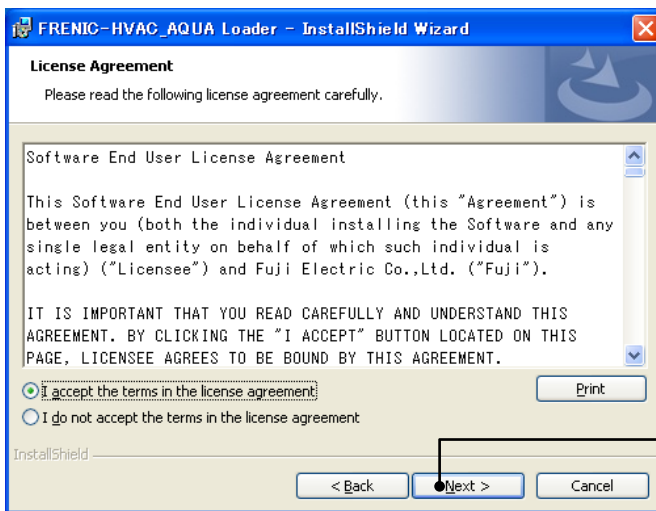 FRENIC-HVAC_AQUA Loader - InstallShield Wizard
License Agreement
Please read the following license agreement carefully.
Software End User License Agreement
This Software End User License Agreement (this "Agreement") is
between you (both the individual installing the Software and any
single legal entity on behalf of which such individual is
acting) ("Licensee") and Fuji Electric Co.,Ltd. ("Fuji").
IT IS IMPORTANT THAT YOU READ CAREFULLY AND UNDERSTAND THIS
AGREEMENT. BY CLICKING THE "I ACCEPT" BUTTON LOCATED ON THIS
PAGE, LICENSEE AGREES TO BE BOUND BY THIS AGREEMENT.
I accept the terms in the license agreement
Print
I do not accept the terms in the license agreement
InstallShield
< Back
Next >
Cancel